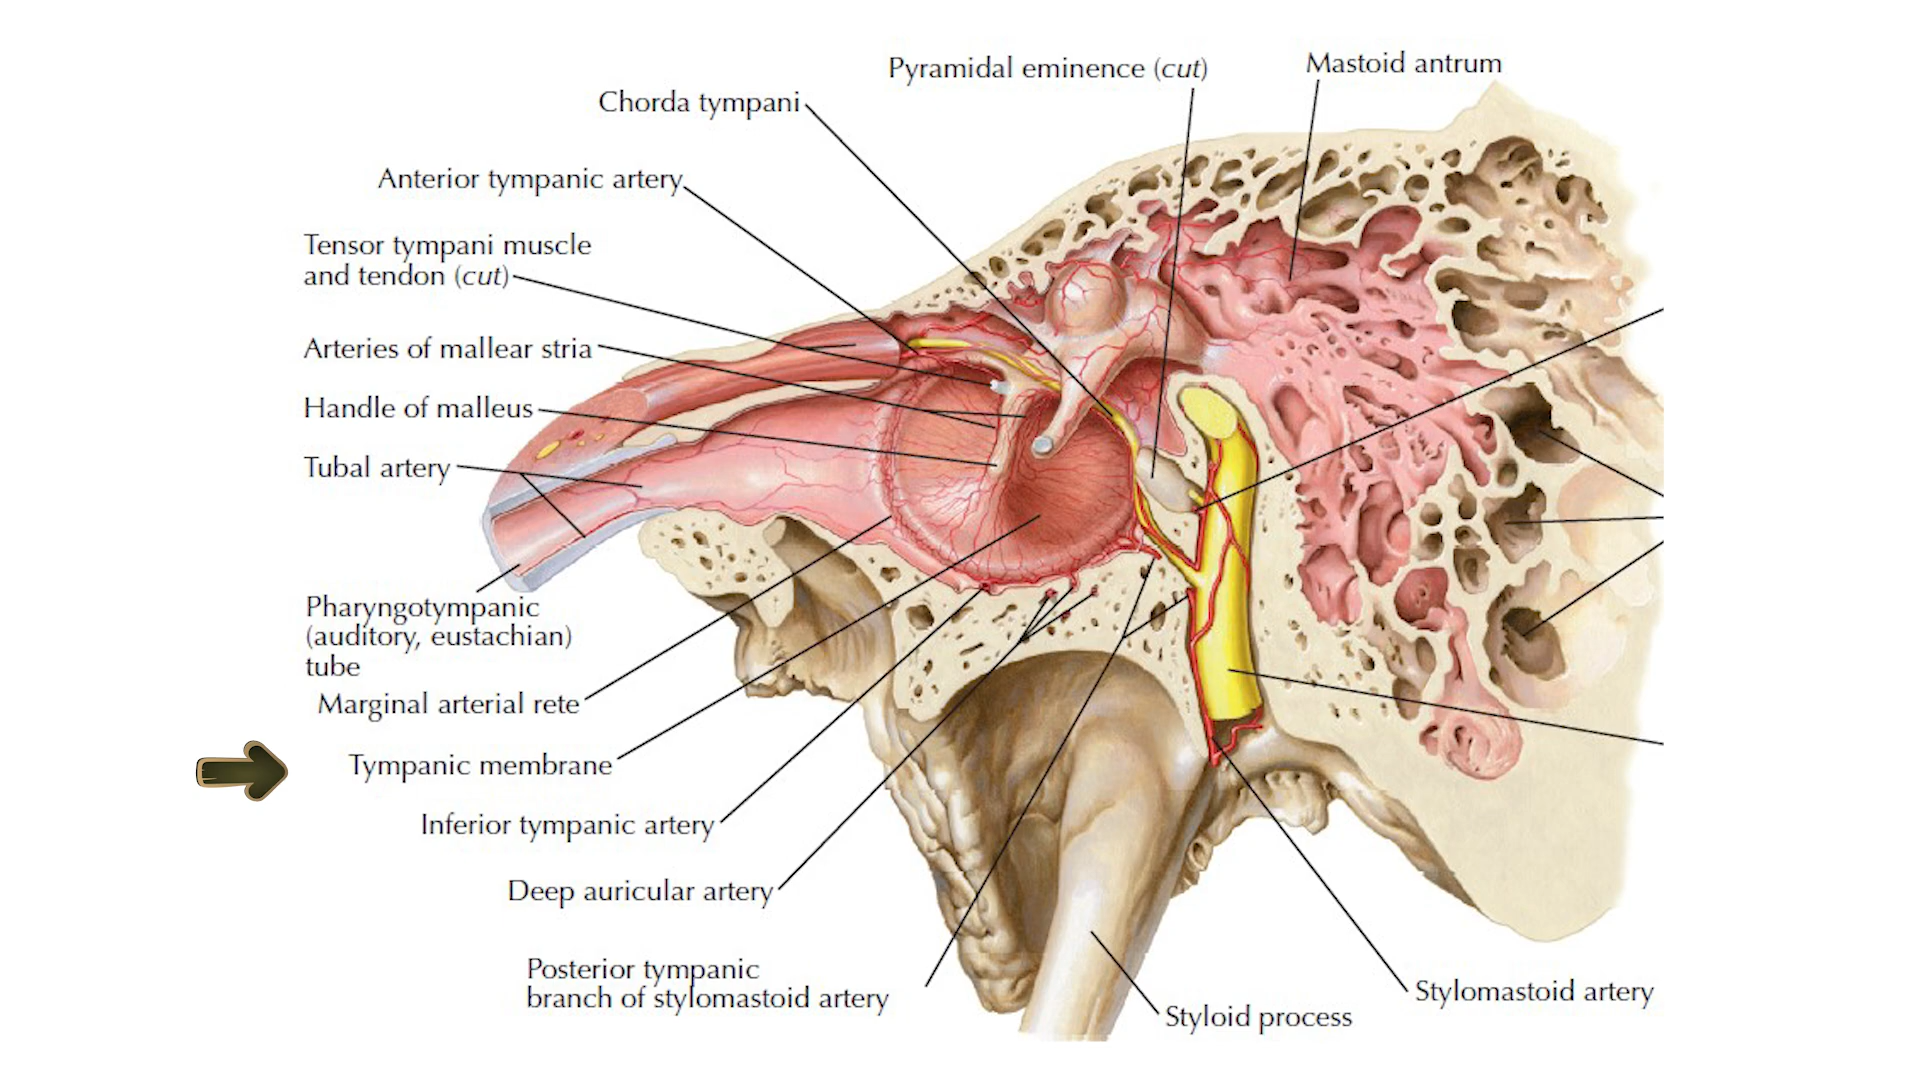 Pyramidal eminence (cut)
Mastoid antrum
Chorda tympani
Anterior tympanic artery
Tensor tympani muscle
and tendon (cut)
Arteries of mallear stria
Handle of malleus
Tubal artery
Pharyngotympanic
(auditory, eustachian)
tube
Marginal arterial rete
Tympanic membrane
Inferior tympanic artery
Deep auricular artery
Posterior tympanic
branch of stylomastoid artery
Styloid process
Stylomastoid artery